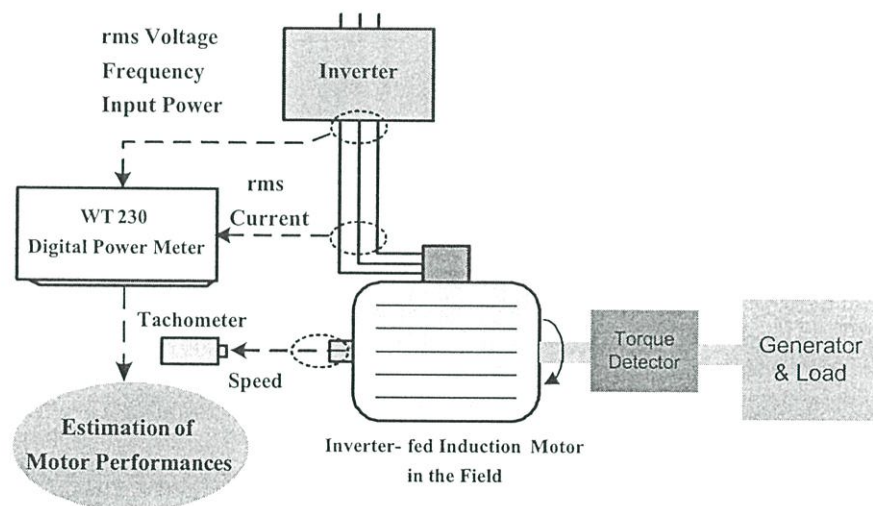 rms Voltage
Frequency
Input Power
Inverter
rms
Current
WT 230
Digital Power Meter
Tachometer
Speed
Torque
Detector
Generator
& Load
Estimation of
Motor Performances
Inverter- fed Induction Motor
in the Field